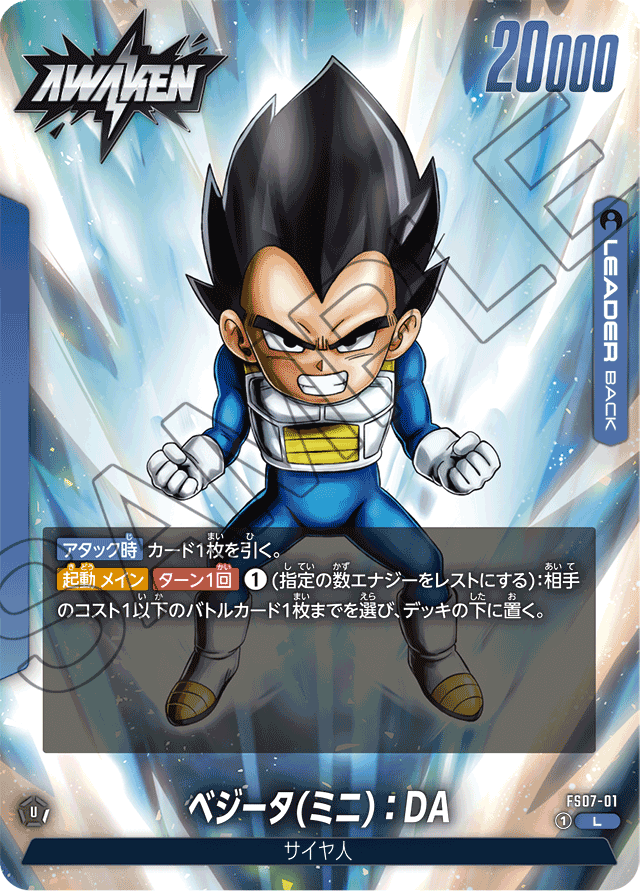 AWAKEN
20000
LEADER BACK
SAMPLE
アタック時 カード1枚を引く。
起動メイン ターン1回 1 (指定の数エナジーをレストにする):相手
のコスト1以下のバトルカード1枚までを選び、デッキの下に置く。
U
ベジータ(ミニ):DA
FS07-01
1 L
サイヤ人